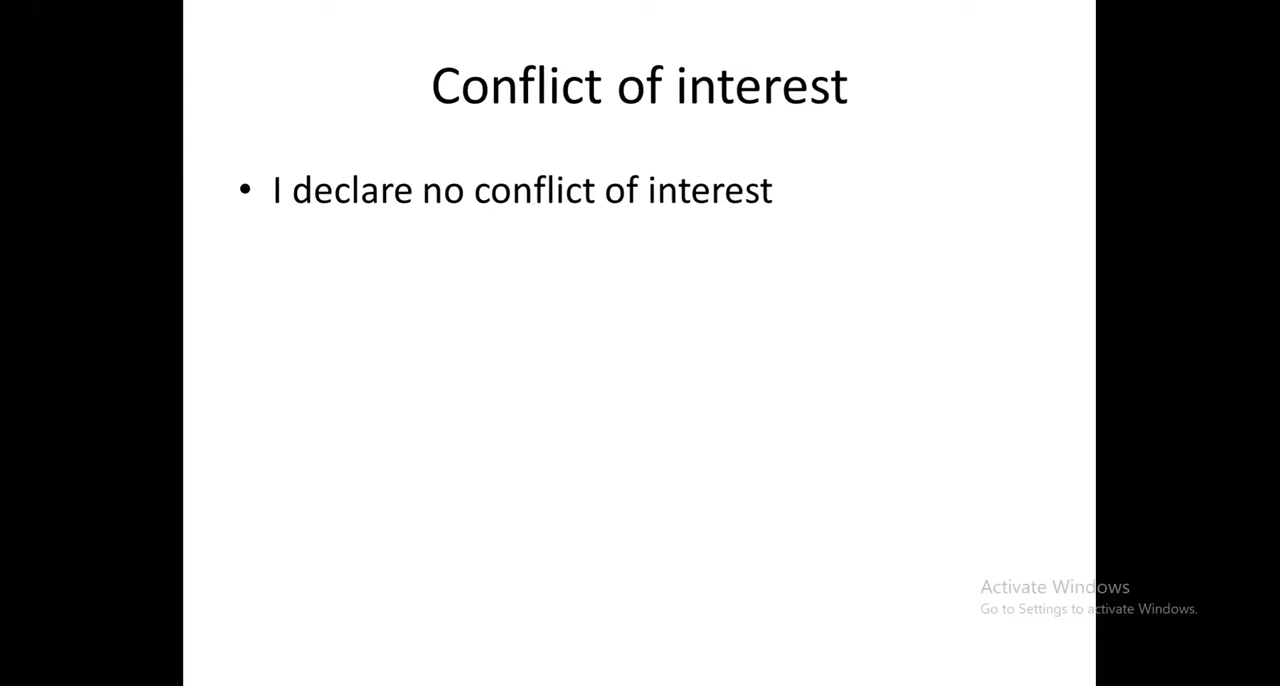 Conflict of interest
• I declare no conflict of interest
Activate Windows
Go to Settings to activate Windows.